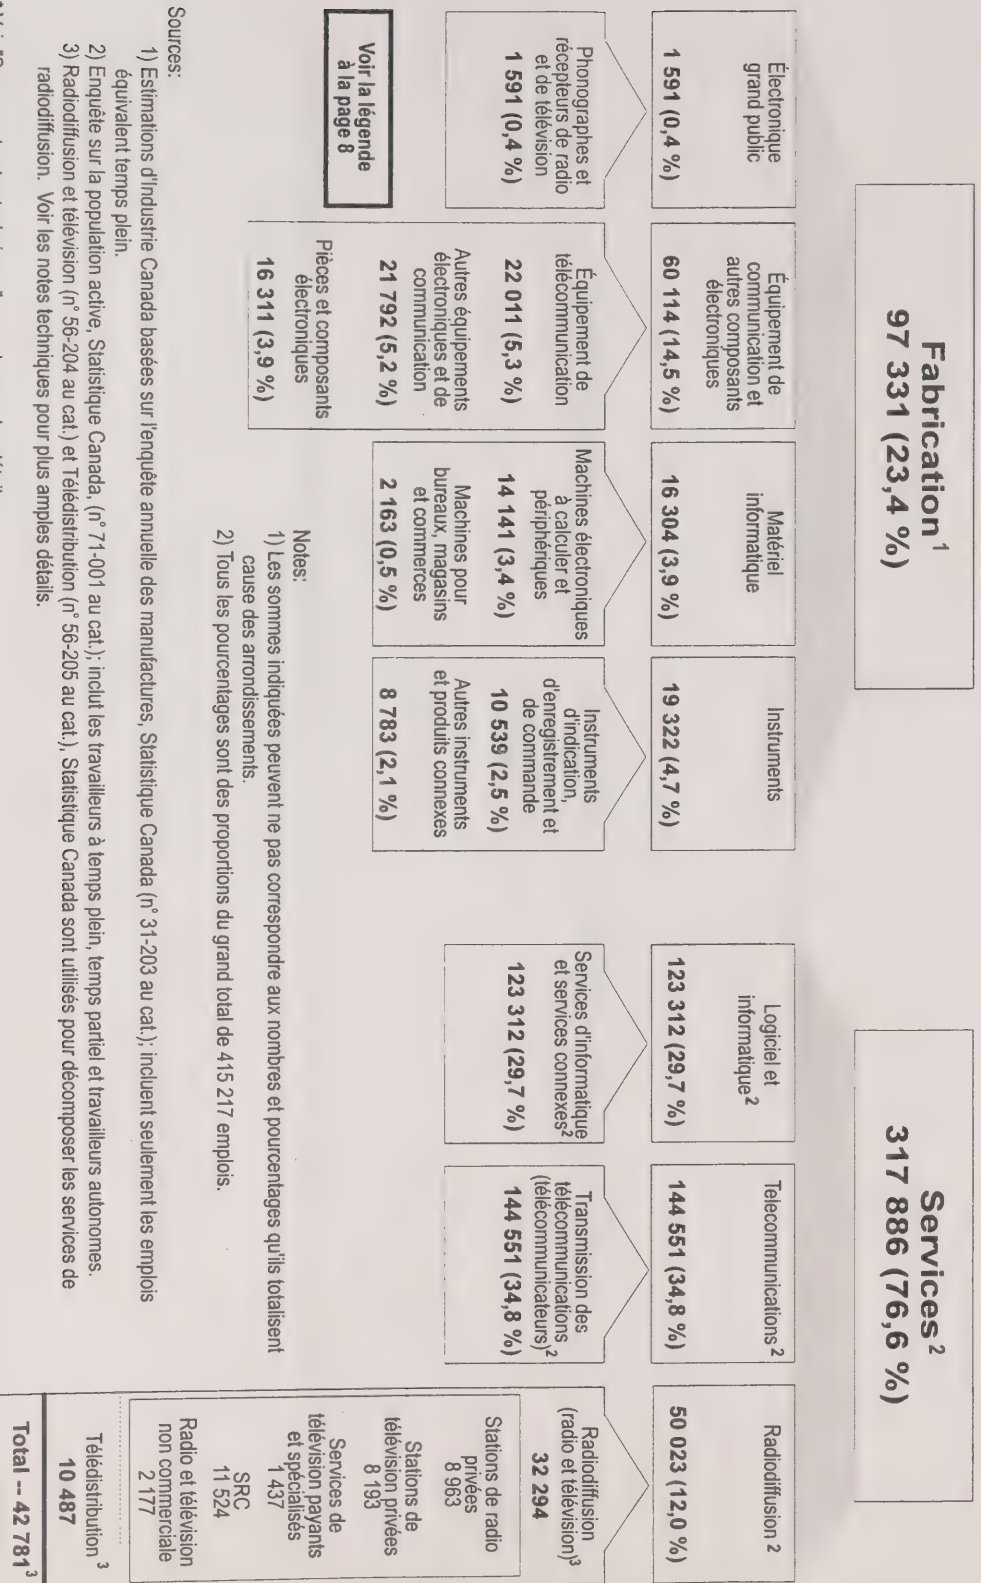 Fabrication¹
97 331 (23,4 %)
Services²
317 886 (76,6 %)
Électronique
grand public
1 591 (0,4 %)
Équipement de
communication et
autres composants
électroniques
60 114 (14,5 %)
Matériel
informatique
16 304 (3,9 %)
Instruments
19 322 (4,7 %)
Logiciel et
informatique²
123 312 (29,7 %)
Telecommunications²
144 551 (34,8 %)
Radiodiffusion²
50 023 (12,0 %)
Phonographes et
récepteurs de radio
et de télévision
1 591 (0,4 %)
Équipement de
télécommunication
22 011 (5,3 %)
Autres équipements
électroniques et de
communication
21 792 (5,2 %)
Pièces et composants
électroniques
16 311 (3,9 %)
Machines électroniques
à calculer et
périphériques
14 141 (3,4 %)
Machines pour
bureaux, magasins
et commerces
2 163 (0,5 %)
Instruments
d'indication,
d'enregistrement et
de commande
10 539 (2,5 %)
Autres instruments
et produits connexes
8 783 (2,1 %)
Services d'informatique
et services connexes²
123 312 (29,7 %)
Transmission des
télécommunications
(télécommunicateurs)²
144 551 (34,8 %)
Radiodiffusion
(radio et télévision)³
32 294
Stations de radio
privées
8 963
Stations de
télévision privées
8 193
Services de
télévision payants
et spécialisés
1 437
SRC
11 524
Radio et télévision
non commerciale
2 177
Télédistribution³
10 487
Total -- 42 781³
Voir la légende
à la page 8
Notes:
1) Les sommes indiquées peuvent ne pas correspondre aux nombres et pourcentages qu'ils totalisent
cause des arrondissements.
2) Tous les pourcentages sont des proportions du grand total de 415 217 emplois.
Sources:
1) Estimations d'Industrie Canada basées sur l'enquête annuelle des manufactures, Statistique Canada (n° 31-203 au cat.); incluent seulement les emplois
équivalent temps plein.
2) Enquête sur la population active, Statistique Canada, (n° 71-001 au cat.); inclut les travailleurs à temps plein, temps partiel et travailleurs autonomes.
3) Radiodiffusion et télévision (n° 56-204 au cat.) et Télédistribution (n° 56-205 au cat.), Statistique Canada sont utilisés pour décomposer les services de
radiodiffusion. Voir les notes techniques pour plus amples détails.